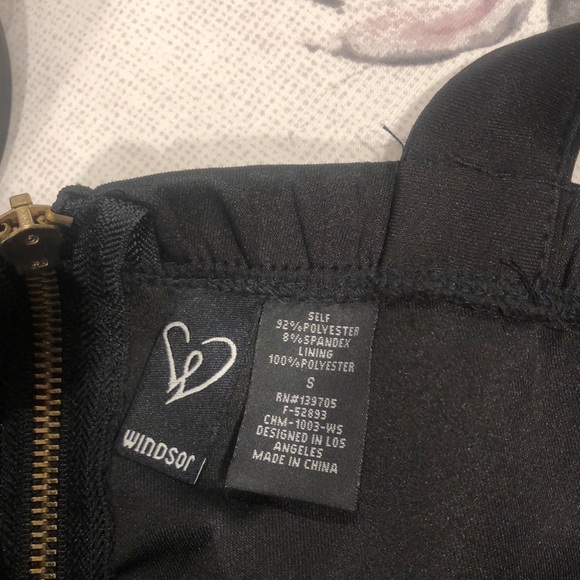 WINDSOR
SELF
92%POLYESTER
8%SPANDEX
LINING
100%POLYESTER
S
RN#139705
F-52893
CHM-1003-WS
DESIGNED IN LOS
ANGELES
MADE IN CHINA